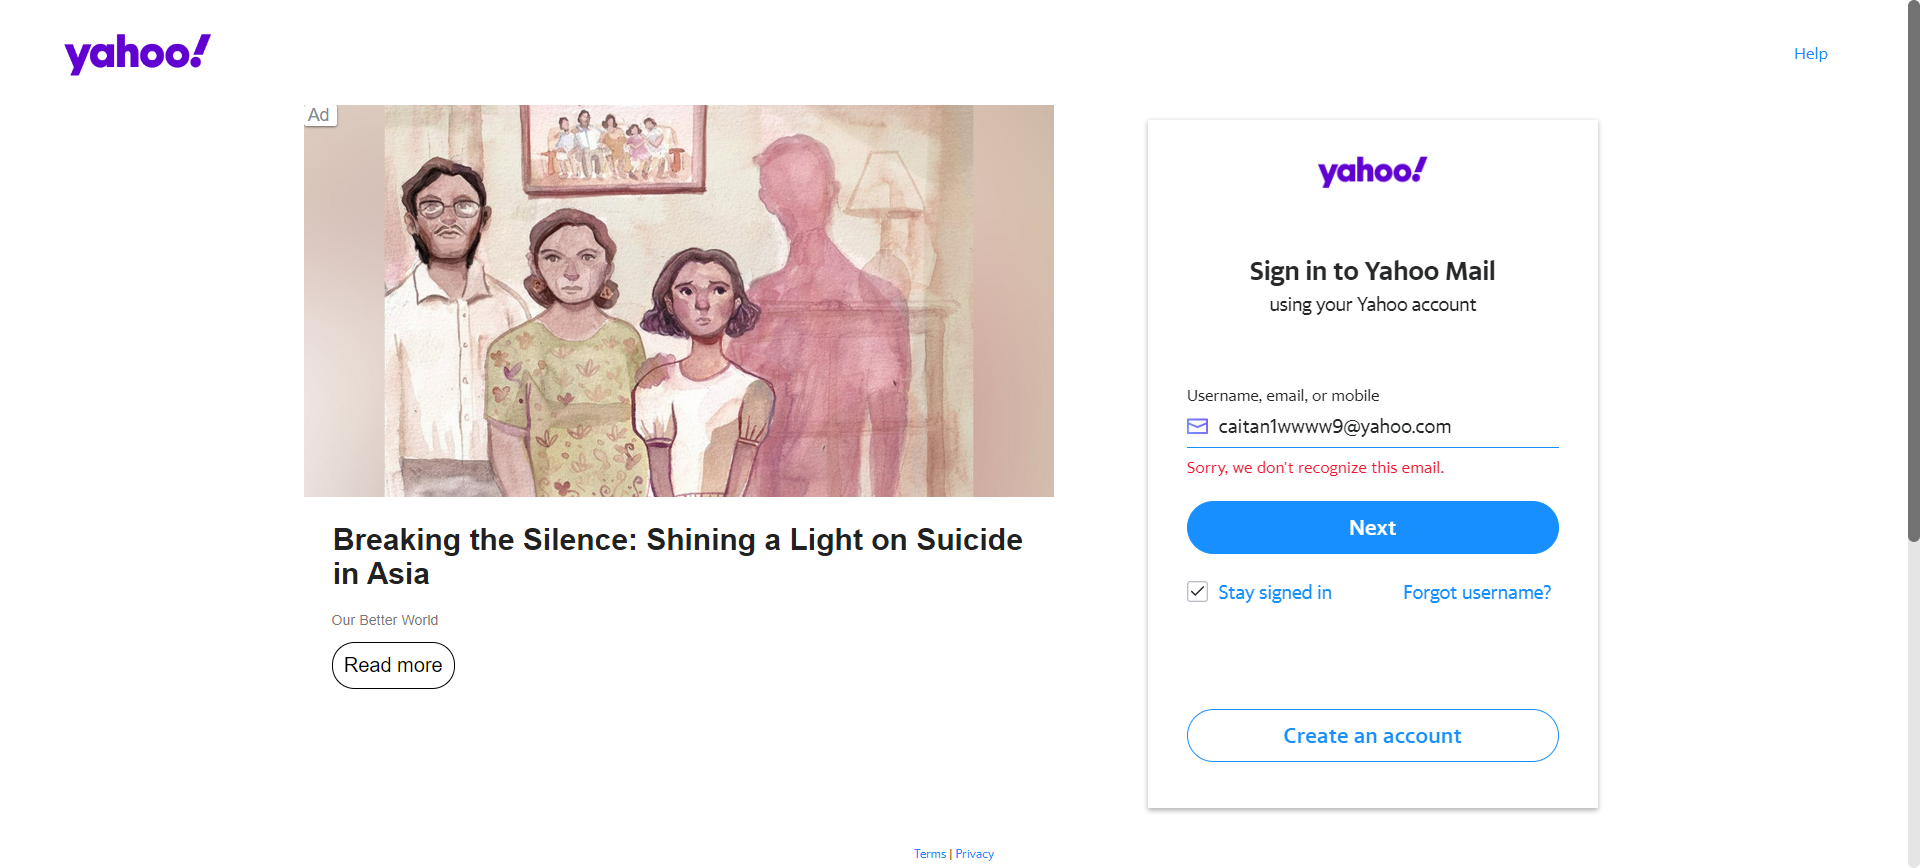 yahoo!
Help
Ad
Breaking the Silence: Shining a Light on Suicide
in Asia
Our Better World
Read more
yahoo!
Sign in to Yahoo Mail
using your Yahoo account
Username, email, or mobile
caitan1wwww9@yahoo.com
Sorry, we don't recognize this email.
Next
Stay signed in
Forgot username?
Create an account
Terms | Privacy